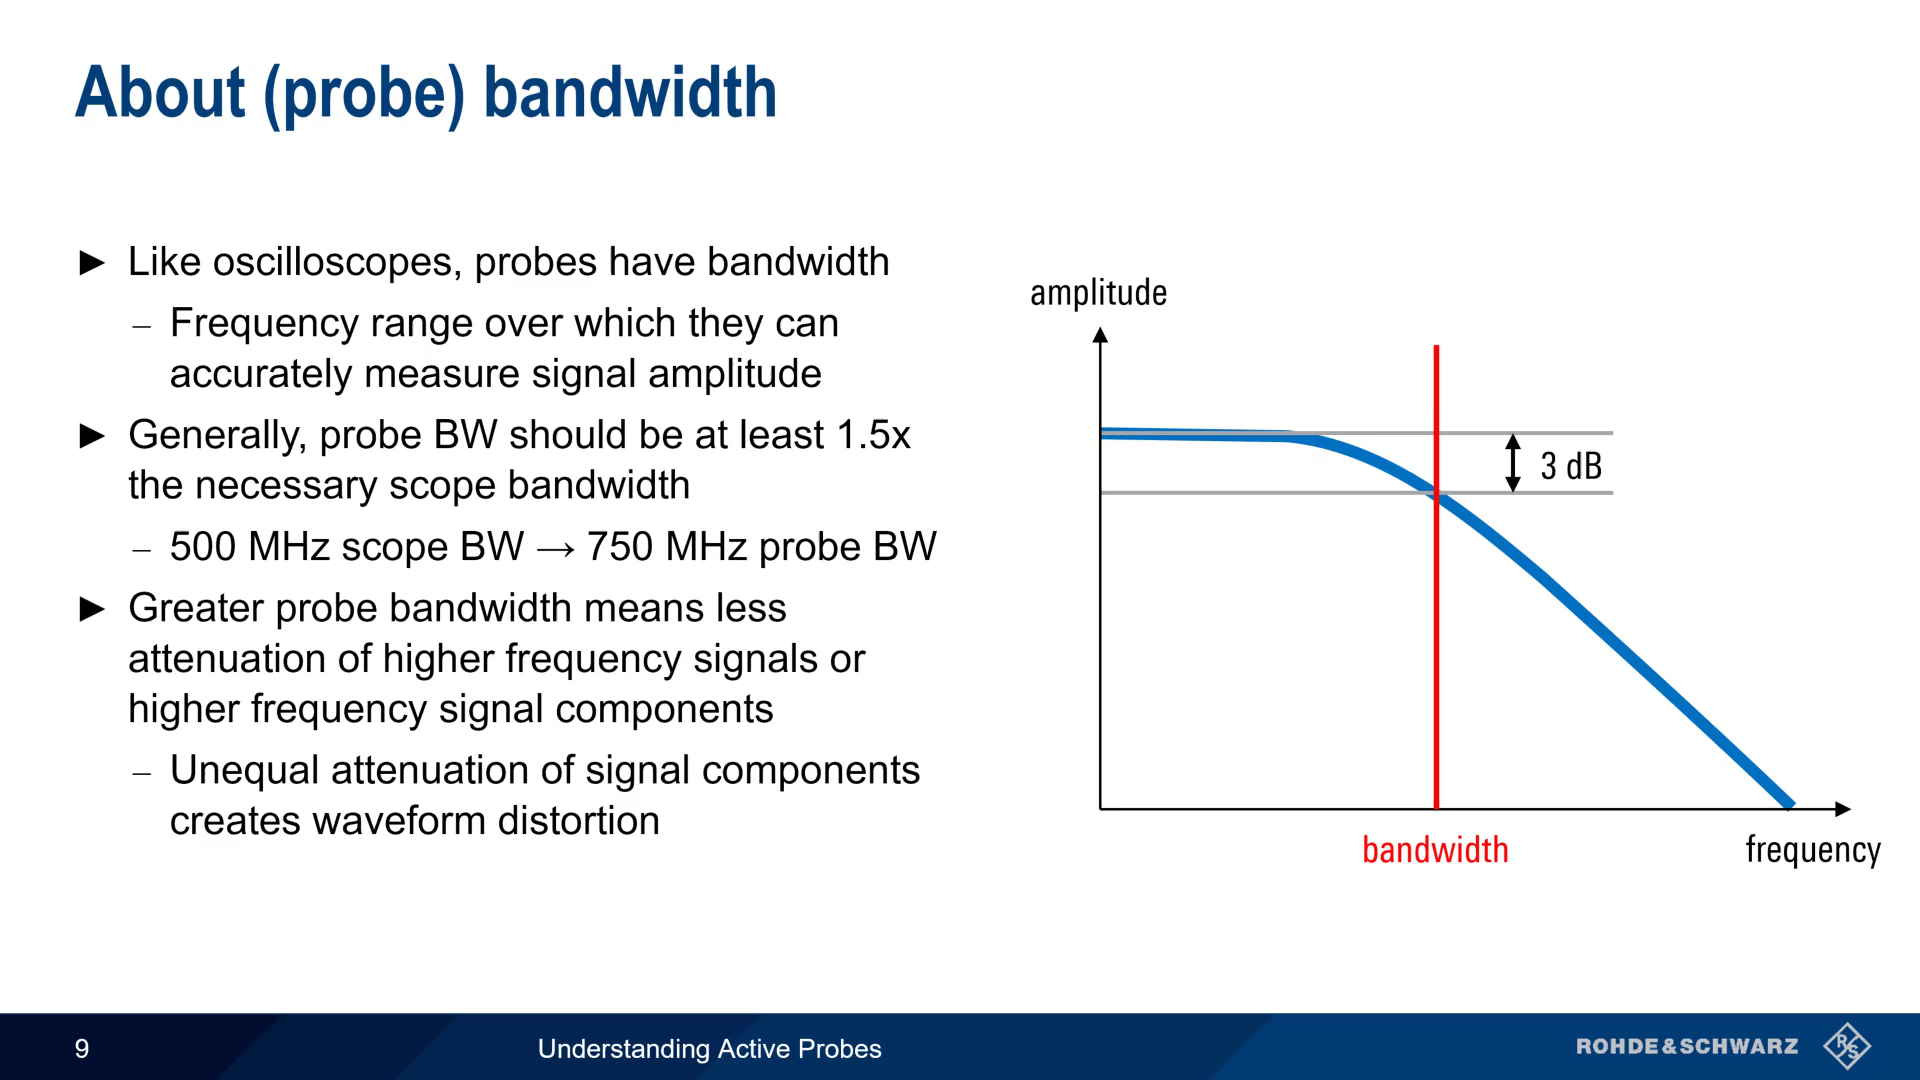 About (probe) bandwidth
► Like oscilloscopes, probes have bandwidth
– Frequency range over which they can
accurately measure signal amplitude
► Generally, probe BW should be at least 1.5x
the necessary scope bandwidth
– 500 MHz scope BW → 750 MHz probe BW
► Greater probe bandwidth means less
attenuation of higher frequency signals or
higher frequency signal components
– Unequal attenuation of signal components
creates waveform distortion
amplitude
3 dB
bandwidth
frequency
9
Understanding Active Probes
ROHDE&SCHWARZ
R&S